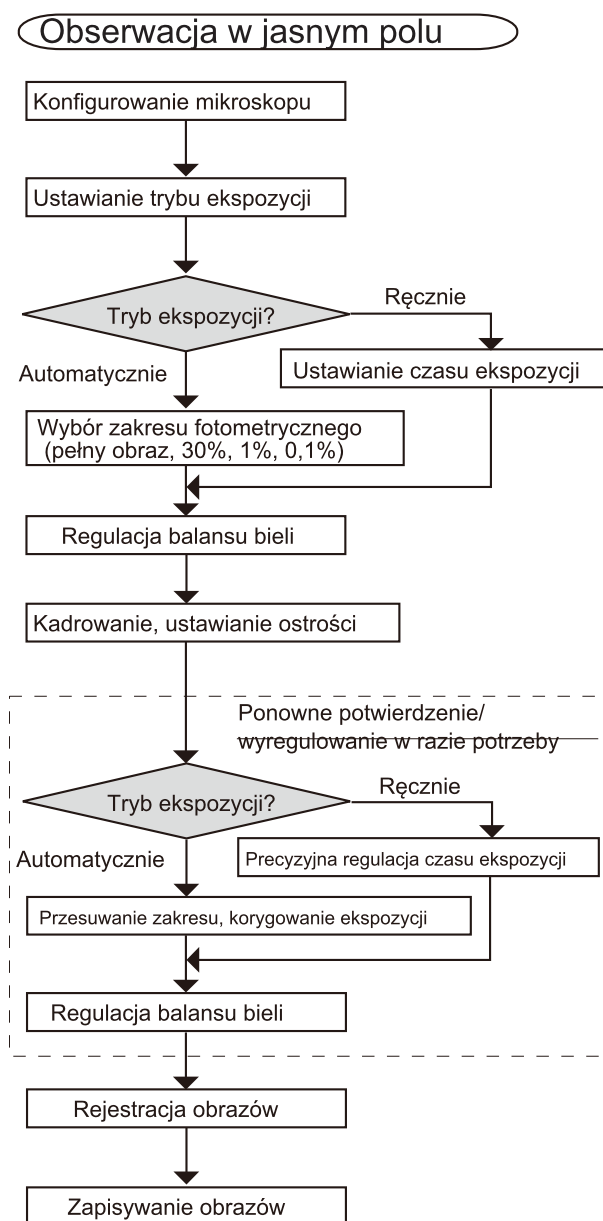 Obserwacja w jasnym polu
Konfigurowanie mikroskopu
Ustawianie trybu ekspozycji
Tryb ekspozycji?
Ręcznie
Ustawianie czasu ekspozycji
Automatycznie
Wybór zakresu fotometrycznego
(pełny obraz, 30%, 1%, 0,1%)
Regulacja balansu bieli
Kadrowanie, ustawianie ostrości
Ponowne potwierdzenie/
wyregulowanie w razie potrzeby
Tryb ekspozycji?
Ręcznie
Precyzyjna regulacja czasu ekspozycji
Automatycznie
Przesuwanie zakresu, korygowanie ekspozycji
Regulacja balansu bieli
Rejestracja obrazów
Zapisywanie obrazów